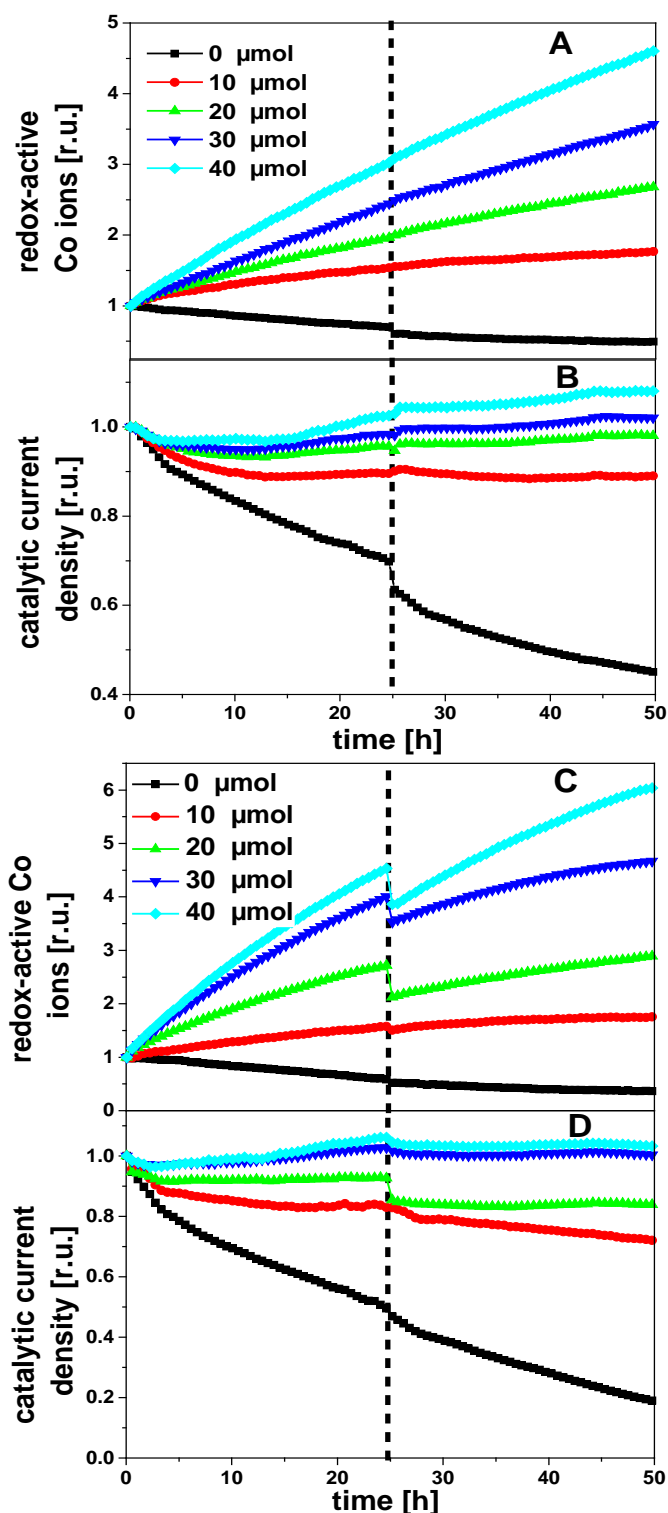 A
0 µmol
10 µmol
20 µmol
30 µmol
40 µmol
redox-active
Co ions [r.u.]
5
4
3
2
1
B
catalytic current
density [r.u.]
1.0
0.8
0.6
0.4
0 10 20 30 40 50
time [h]
C
0 µmol
10 µmol
20 µmol
30 µmol
40 µmol
redox-active Co
ions [r.u.]
6
5
4
3
2
1
0
D
catalytic current
density [r.u.]
1.0
0.8
0.6
0.4
0.2
0.0
0 10 20 30 40 50
time [h]